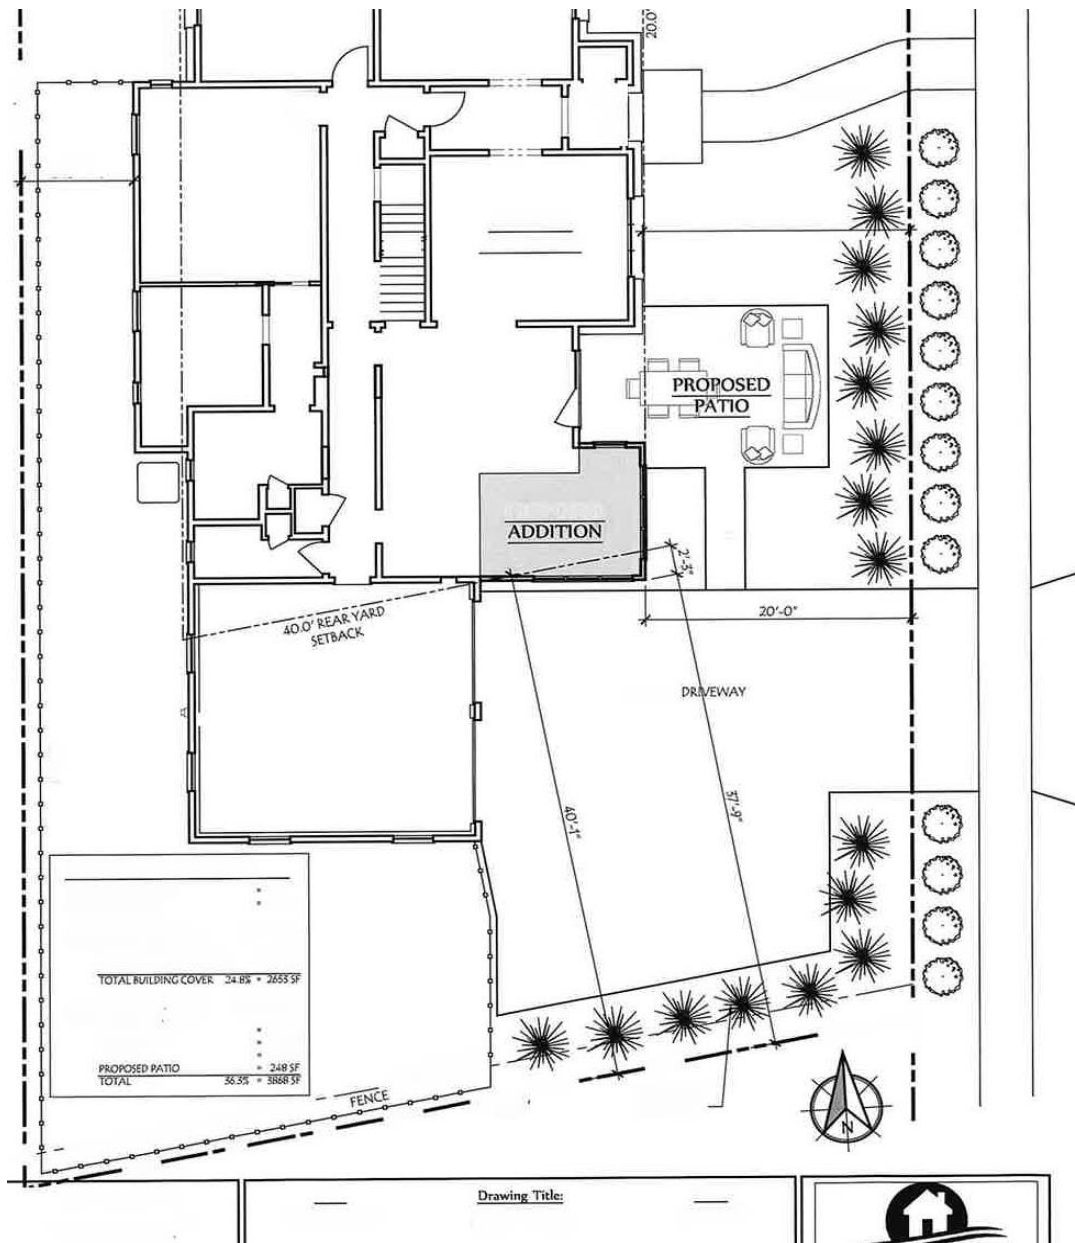 20.0'
PROPOSED
PATIO
ADDITION
2'-3"
40.0' REAR YARD
SETBACK
20'-0"
DRIVEWAY
40'-1"
37'-9"
TOTAL BUILDING COVER 24.8% = 2655 SF
PROPOSED PATIO = 248 SF
TOTAL 36.3% = 3868 SF
FENCE
N
Drawing Title: